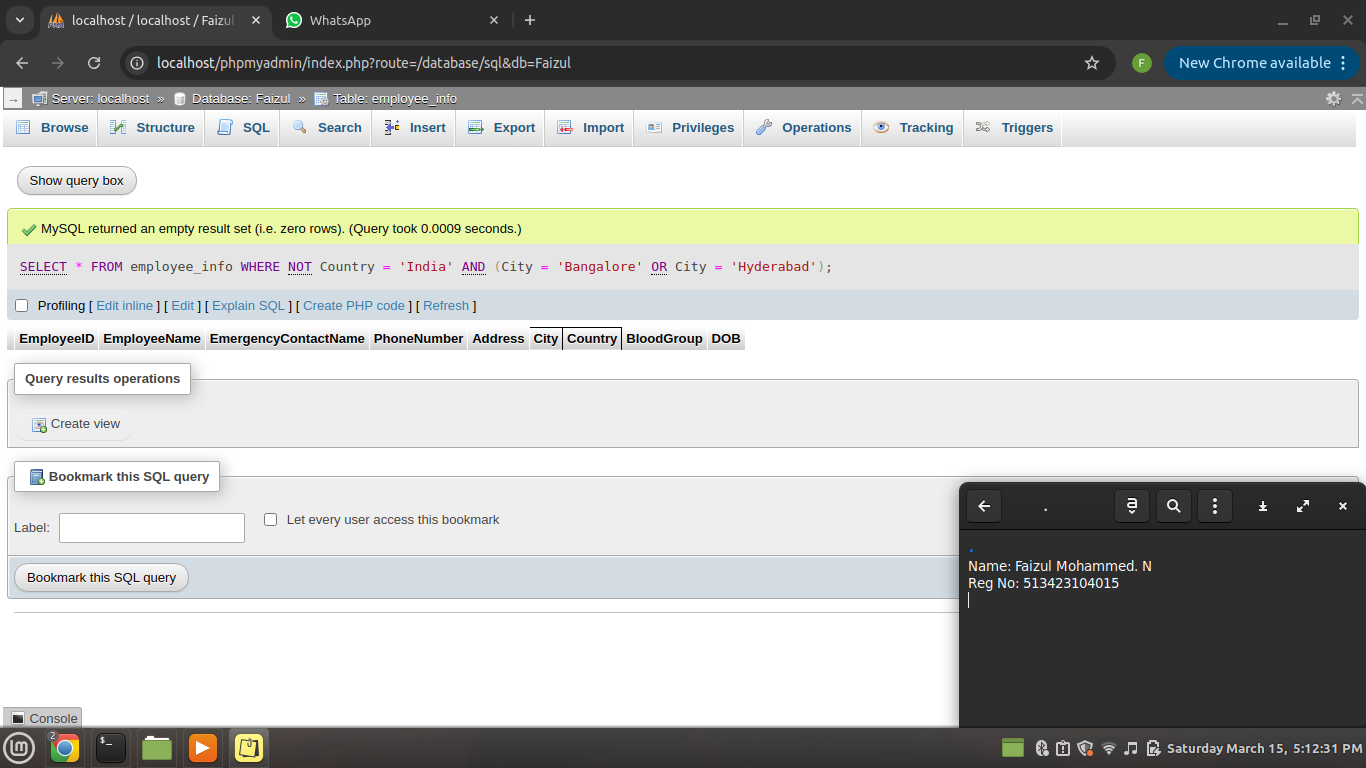 localhost / localhost / Faizul
WhatsApp
localhost/phpmyadmin/index.php?route=/database/sql&db=Faizul
F
New Chrome available
Server: localhost » Database: Faizul » Table: employee_info
Browse Structure SQL Search Insert Export Import Privileges Operations Tracking Triggers
Show query box
MySQL returned an empty result set (i.e. zero rows). (Query took 0.0009 seconds.)
SELECT * FROM employee_info WHERE NOT Country = 'India' AND (City = 'Bangalore' OR City = 'Hyderabad');
Profiling [ Edit inline ] [ Edit ] [ Explain SQL ] [ Create PHP code ] [ Refresh ]
EmployeeID EmployeeName EmergencyContactName PhoneNumber Address City Country BloodGroup DOB
Query results operations
Create view
Bookmark this SQL query
Label:
Let every user access this bookmark
Bookmark this SQL query
.
.
Name: Faizul Mohammed. N
Reg No: 513423104015
Console
2
$_
Saturday March 15, 5:12:31 PM